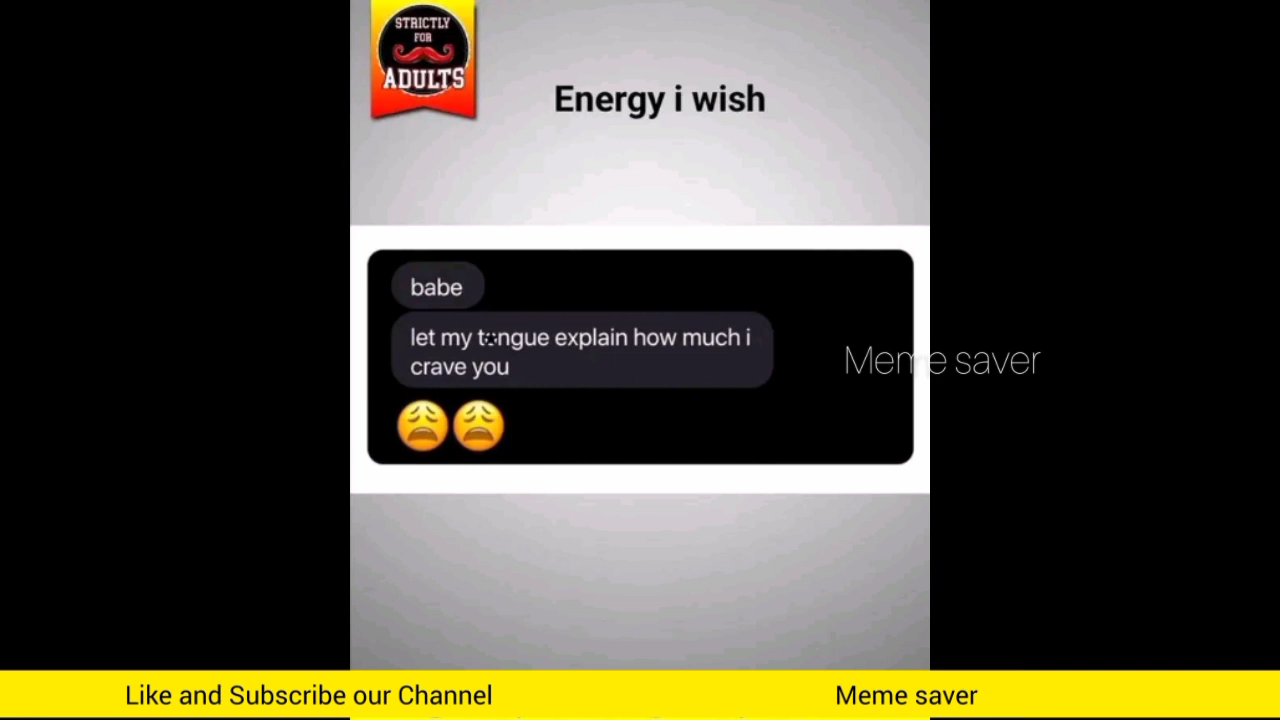 STRICTLY
FOR
ADULTS
Energy i wish
babe
let my tongue explain how much i
crave you
Meme saver
Like and Subscribe our Channel
Meme saver